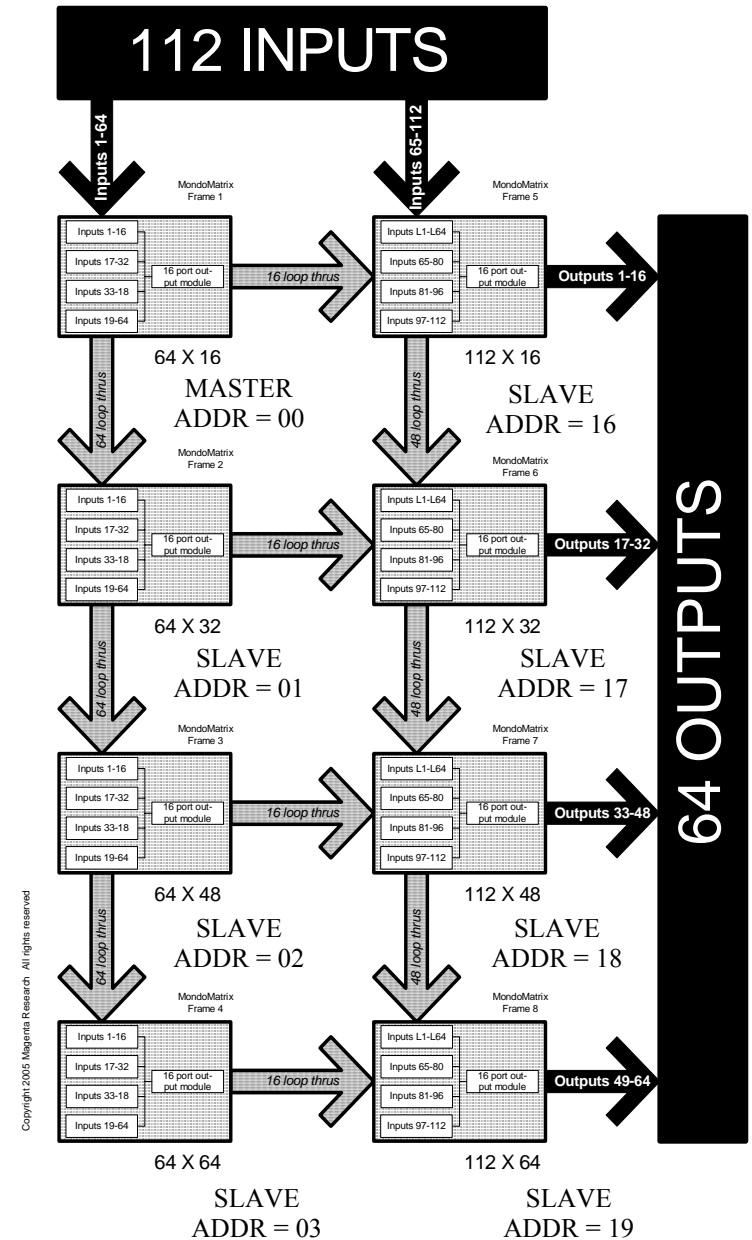 112 INPUTS
Inputs 1-64
Inputs 65-112
MondoMatrix
Frame 1
Inputs 1-16
Inputs 17-32
Inputs 33-18
Inputs 19-64
16 port out-
put module
16 loop thrus
64 X 16
MASTER
ADDR = 00
64 loop thrus
MondoMatrix
Frame 5
Inputs L1-L64
Inputs 65-80
Inputs 81-96
Inputs 97-112
16 port out-
put module
Outputs 1-16
112 X 16
SLAVE
ADDR = 16
48 loop thrus
MondoMatrix
Frame 2
Inputs 1-16
Inputs 17-32
Inputs 33-18
Inputs 19-64
16 port out-
put module
16 loop thrus
64 X 32
SLAVE
ADDR = 01
64 loop thrus
MondoMatrix
Frame 6
Inputs L1-L64
Inputs 65-80
Inputs 81-96
Inputs 97-112
16 port out-
put module
Outputs 17-32
112 X 32
SLAVE
ADDR = 17
48 loop thrus
MondoMatrix
Frame 3
Inputs 1-16
Inputs 17-32
Inputs 33-18
Inputs 19-64
16 port out-
put module
16 loop thrus
64 X 48
SLAVE
ADDR = 02
64 loop thrus
MondoMatrix
Frame 7
Inputs L1-L64
Inputs 65-80
Inputs 81-96
Inputs 97-112
16 port out-
put module
Outputs 33-48
112 X 48
SLAVE
ADDR = 18
48 loop thrus
MondoMatrix
Frame 4
Inputs 1-16
Inputs 17-32
Inputs 33-18
Inputs 19-64
16 port out-
put module
16 loop thrus
64 X 64
SLAVE
ADDR = 03
MondoMatrix
Frame 8
Inputs L1-L64
Inputs 65-80
Inputs 81-96
Inputs 97-112
16 port out-
put module
Outputs 49-64
112 X 64
SLAVE
ADDR = 19
64 OUTPUTS
Copyright 2005 Magenta Research All rights reserved